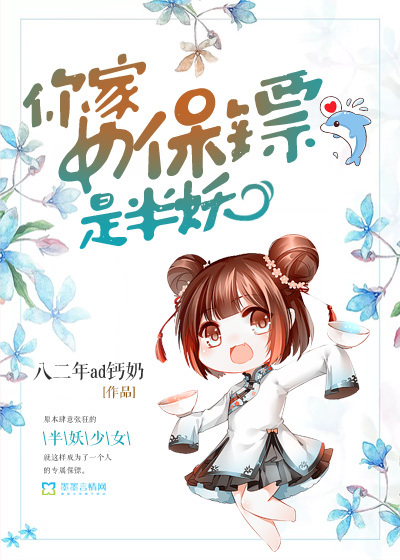 你家
女保镖
是半妖
八二年ad钙奶
[作品]
原本肆意张狂的
\半\妖\少\女\
就这样成为了一个人
的专属保镖。
墨墨言情网